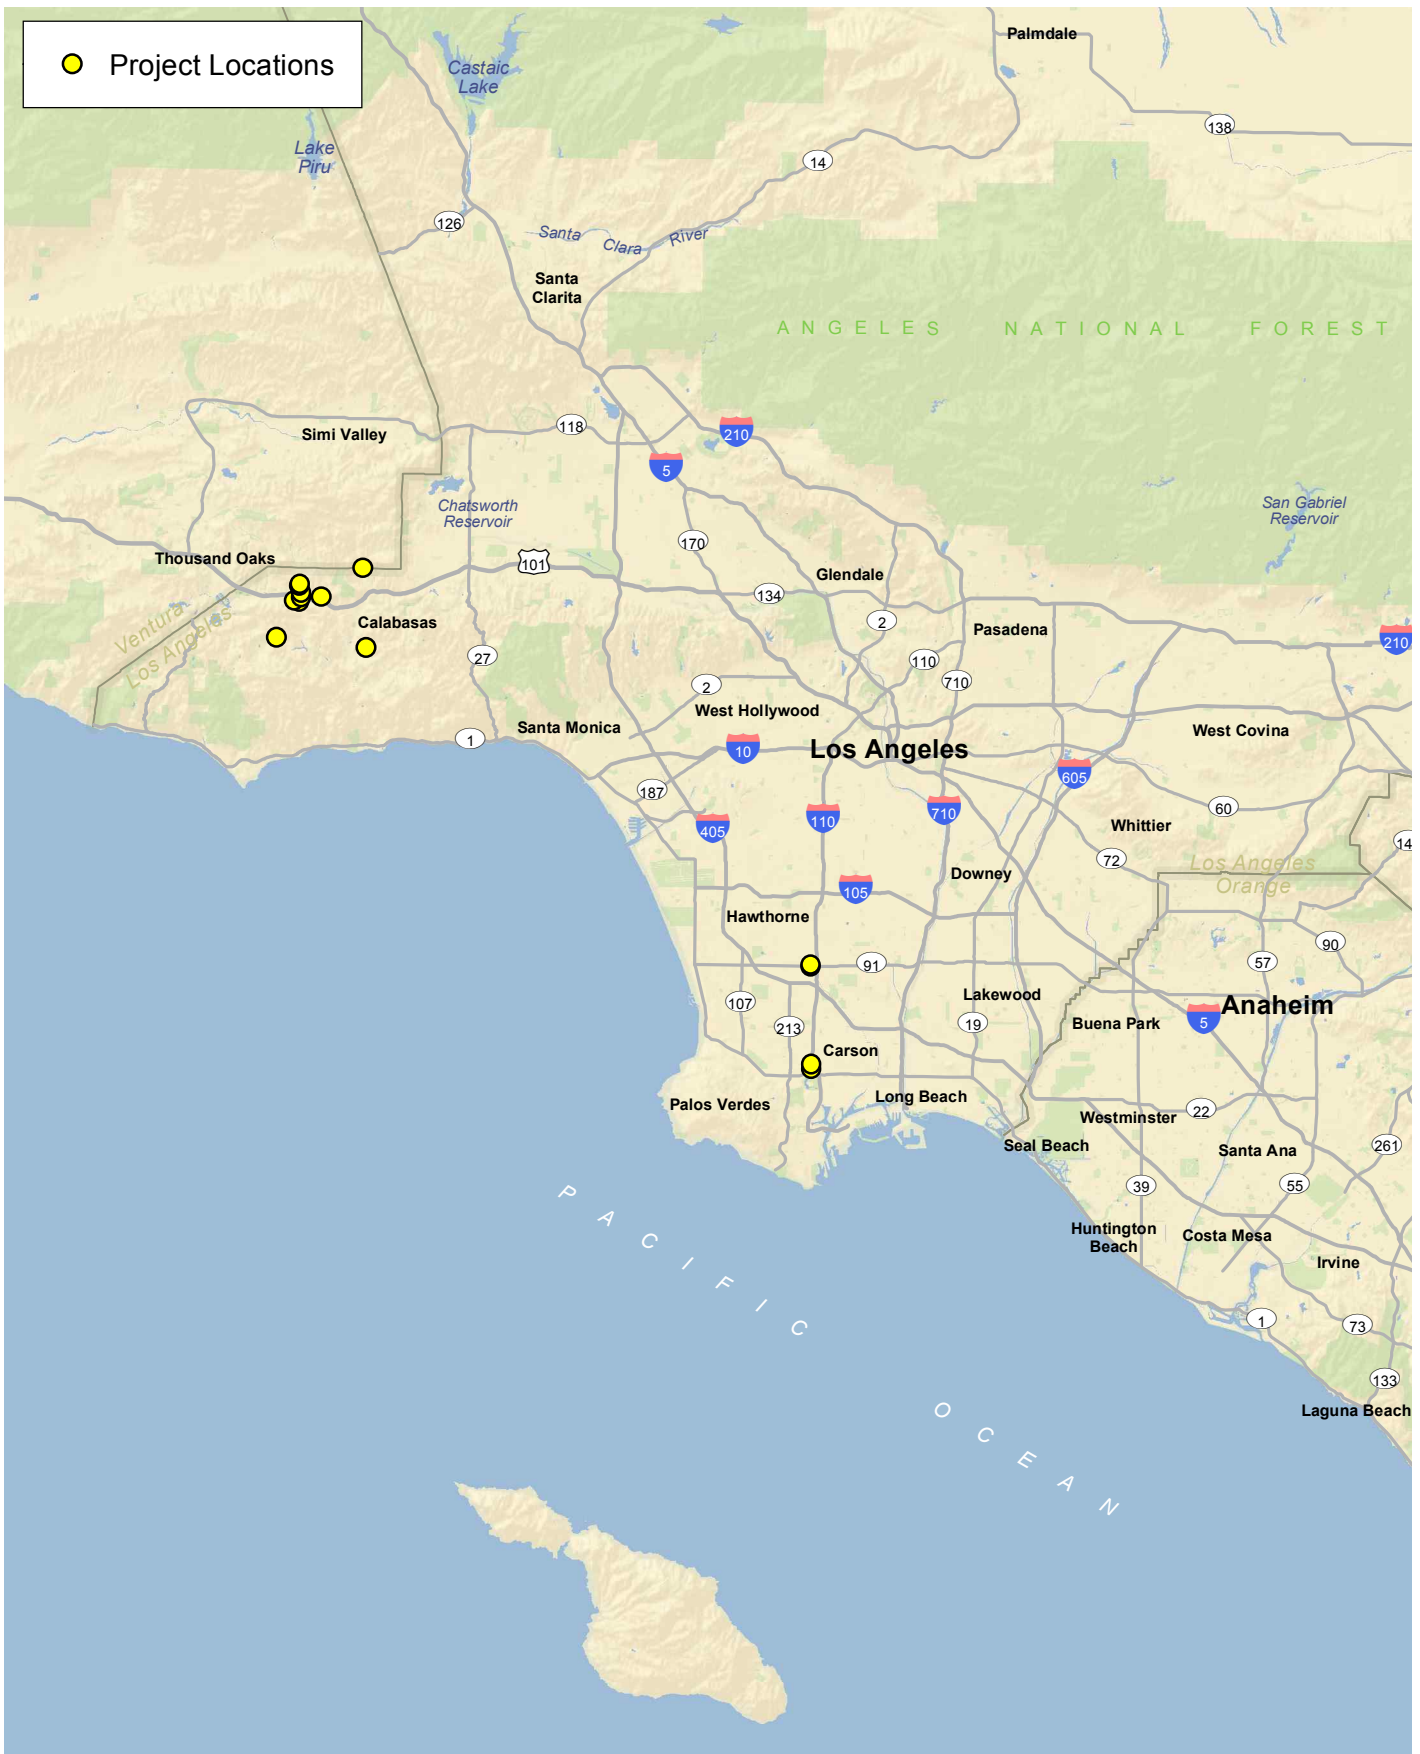 Project Locations
Palmdale
Castaic
Lake
138
Lake
Piru
14
126
Santa Clara River
Santa
Clarita
ANGELES NATIONAL FOREST
118
210
Simi Valley
5
Chatsworth
Reservoir
San Gabriel
Reservoir
170
Thousand Oaks
101
Glendale
134
Ventura
Los Angeles
Calabasas
2
Pasadena
210
27
110
710
2
West Hollywood
Santa Monica
1
10
Los Angeles
West Covina
605
187
60
405
110
710
Whittier
14
72
Los Angeles
Orange
Downey
105
Hawthorne
90
91
57
107
Lakewood
Anaheim
213
19
Buena Park
5
Carson
Palos Verdes
Long Beach
Westminster
22
Seal Beach
Santa Ana
261
39
55
PACIFIC
Huntington
Beach
Costa Mesa
Irvine
1
73
133
OCEAN
Laguna Beach